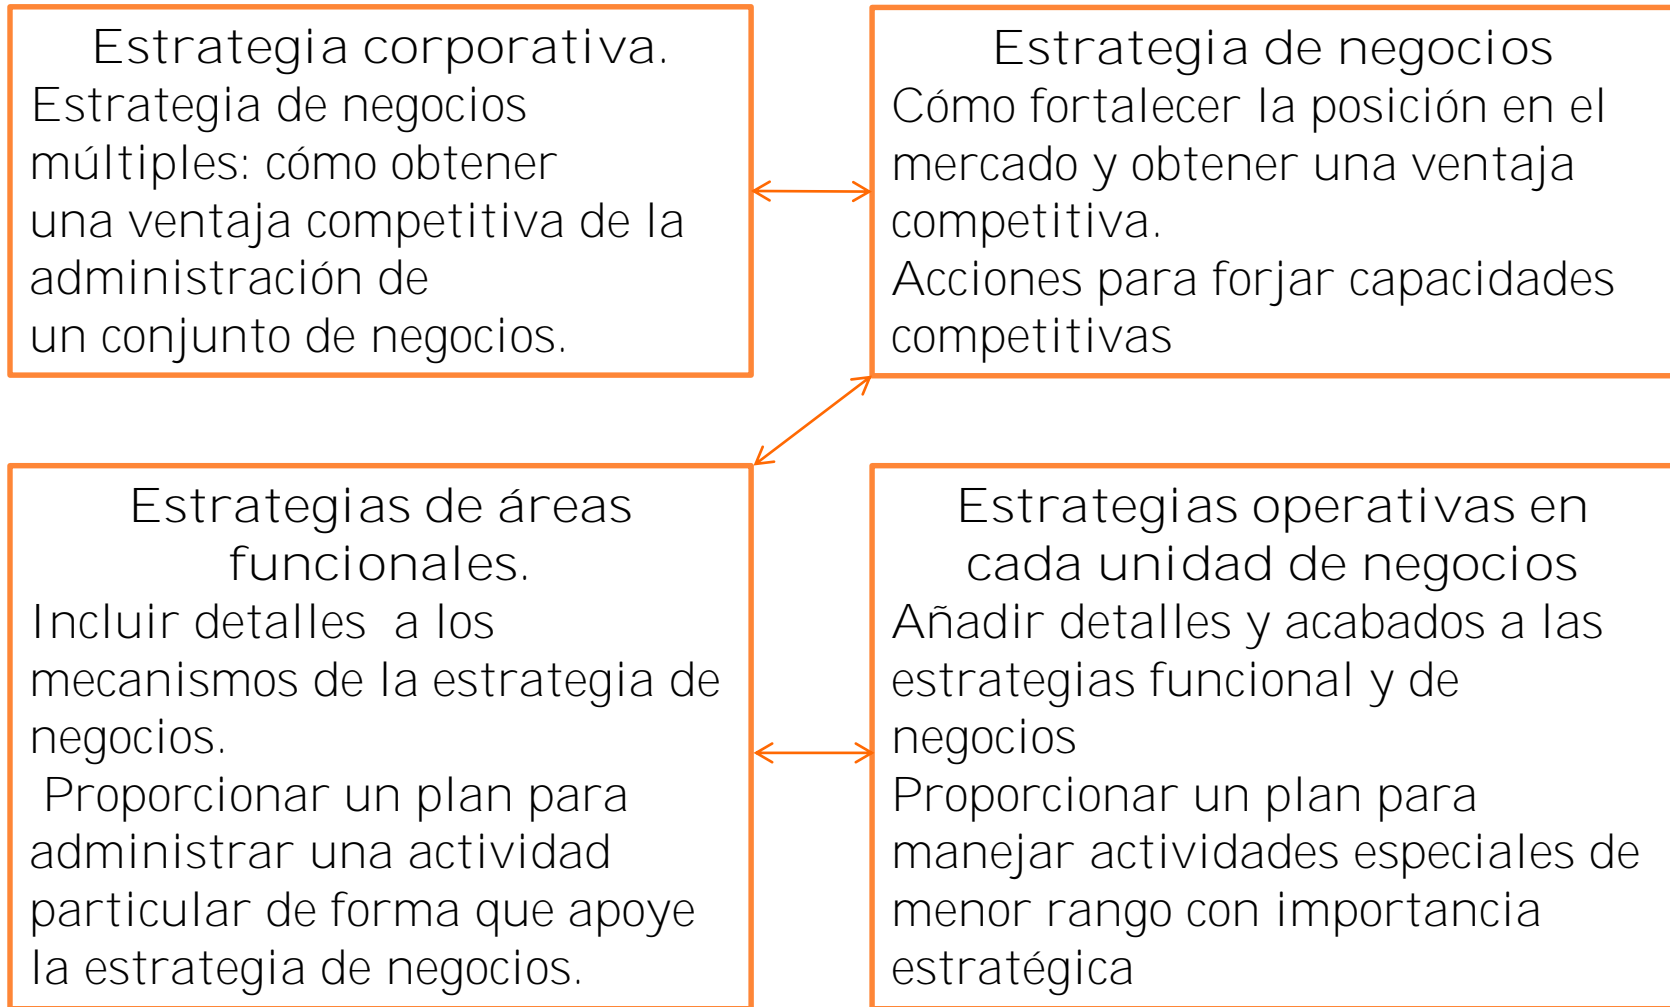 Estrategia corporativa.
Estrategia de negocios
múltiples: cómo obtener
una ventaja competitiva de la
administración de
un conjunto de negocios.
Estrategia de negocios
Cómo fortalecer la posición en el
mercado y obtener una ventaja
competitiva.
Acciones para forjar capacidades
competitivas
Estrategias de áreas
funcionales.
Incluir detalles  a los
mecanismos de la estrategia de
negocios.
Proporcionar un plan para
administrar una actividad
particular de forma que apoye
la estrategia de negocios.
Estrategias operativas en
cada unidad de negocios
Añadir detalles y acabados a las
estrategias funcional y de
negocios
Proporcionar un plan para
manejar actividades especiales de
menor rango con importancia
estratégica